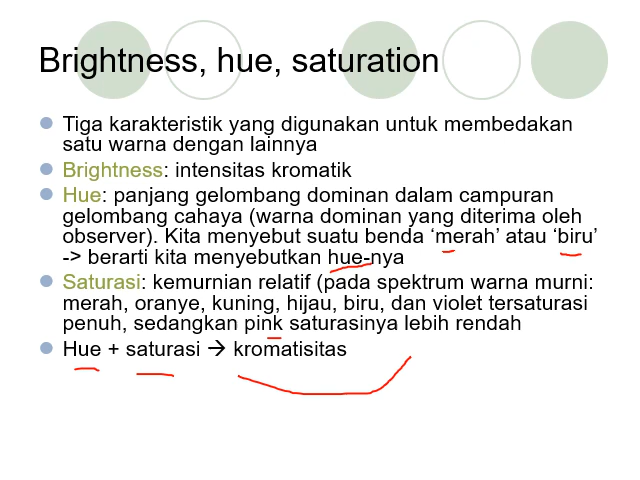 Brightness, hue, saturation
Tiga karakteristik yang digunakan untuk membedakan
satu warna dengan lainnya
Brightness: intensitas kromatik
Hue: panjang gelombang dominan dalam campuran
gelombang cahaya (warna dominan yang diterima oleh
observer). Kita menyebut suatu benda ‘merah’ atau ‘biru’
-> berarti kita menyebutkan hue-nya
Saturasi: kemurnian relatif (pada spektrum warna murni:
merah, oranye, kuning, hijau, biru, dan violet tersaturasi
penuh, sedangkan pink saturasinya lebih rendah
Hue + saturasi → kromatisitas